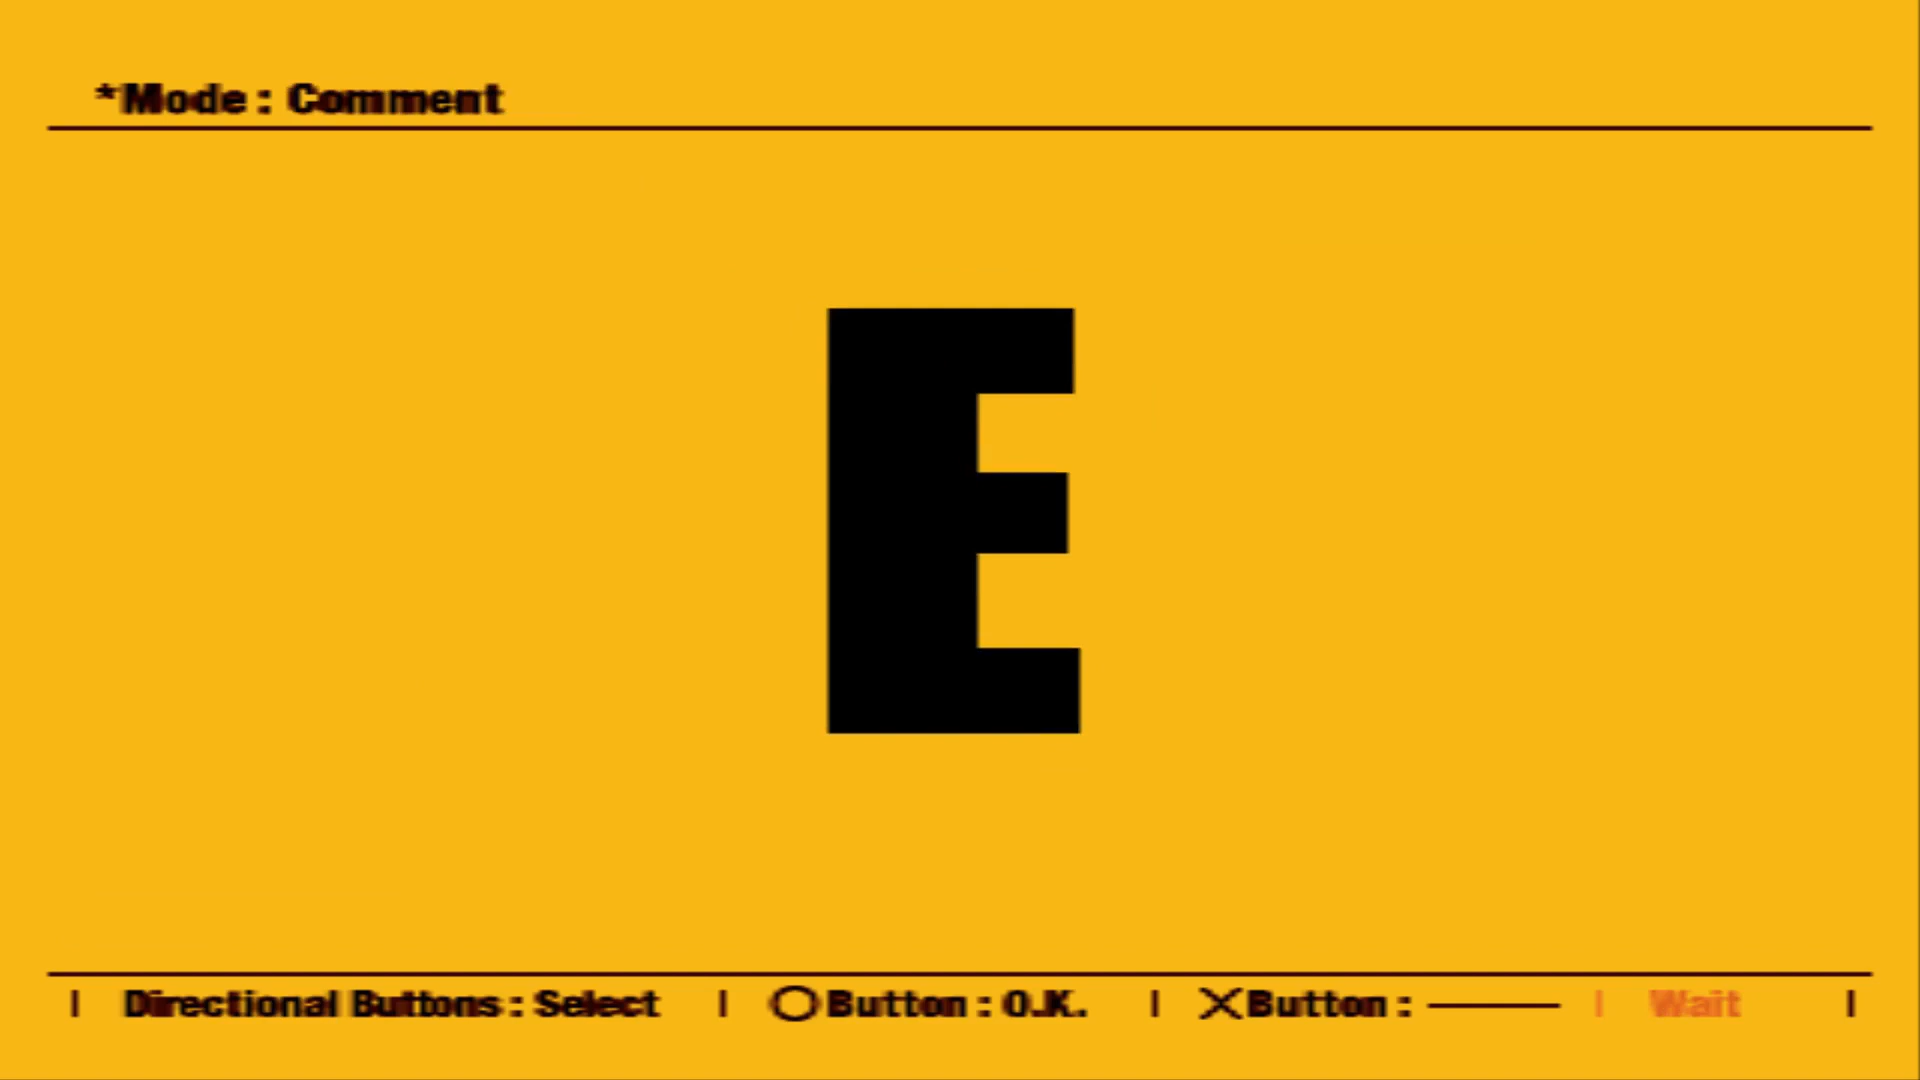 *Mode : Comment
E
| Directional Buttons : Select | ○Button : O.K. | ✕Button : —— | Wait |